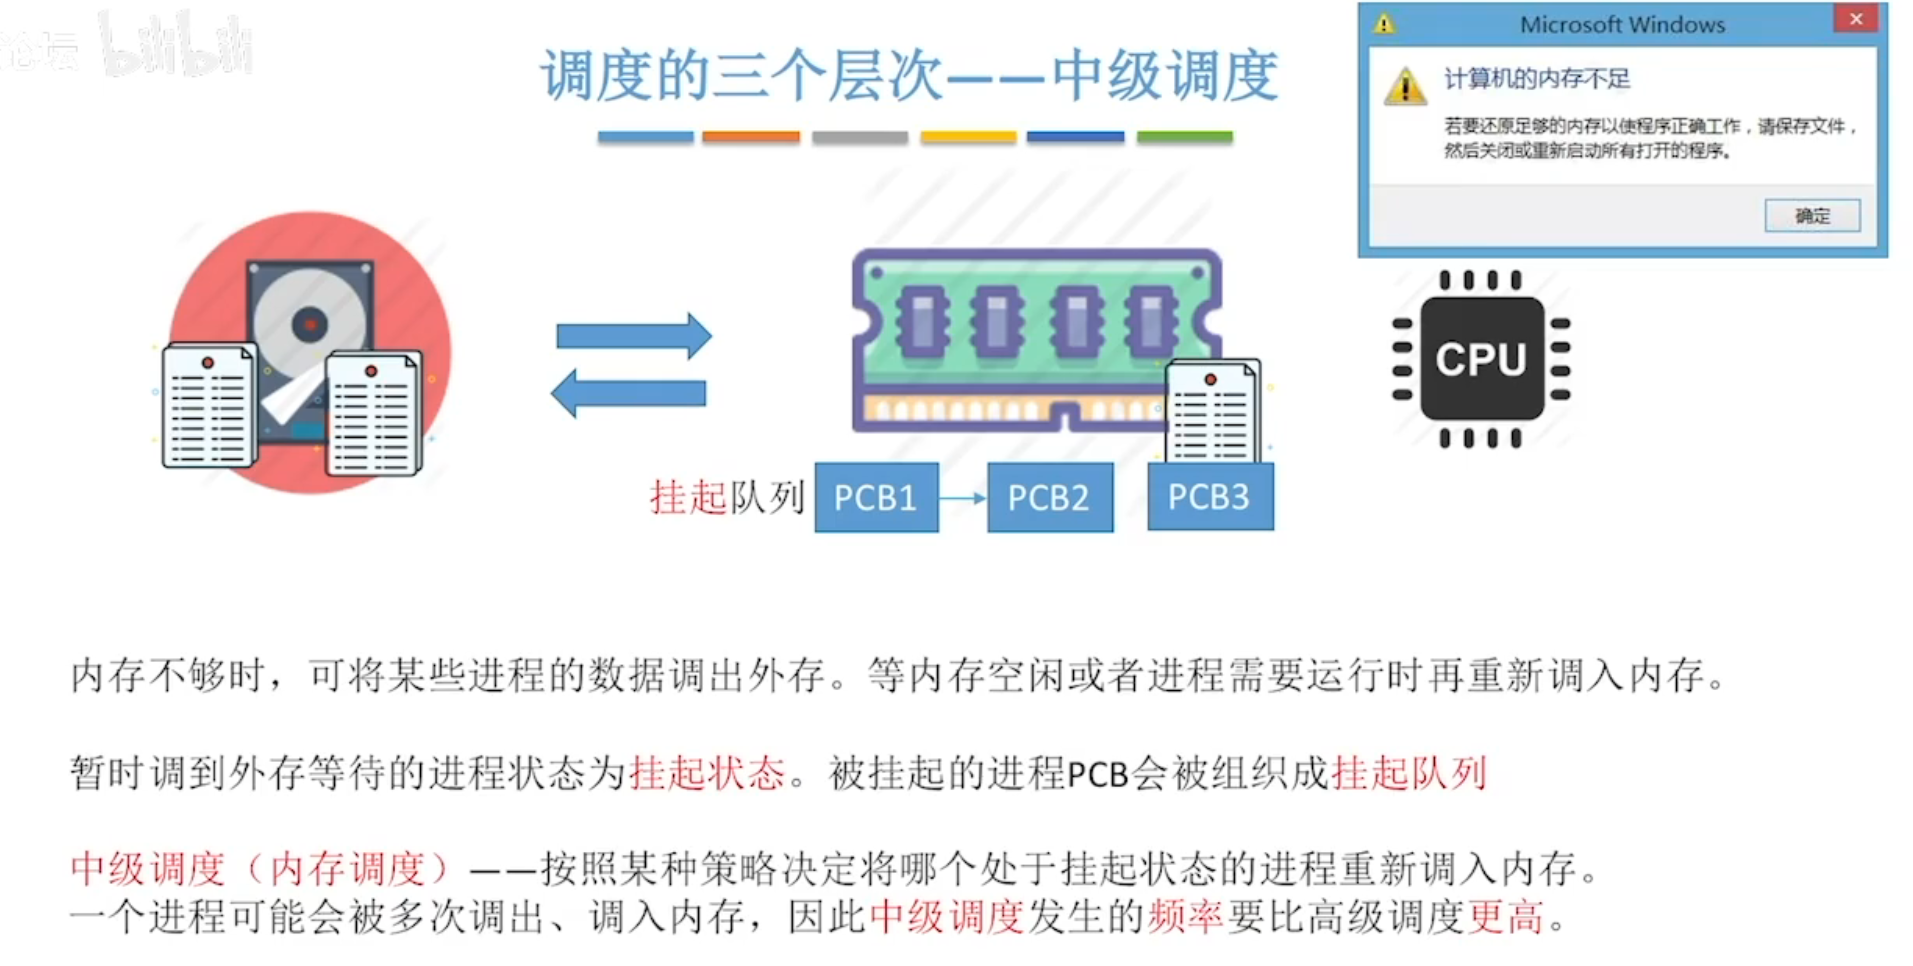 论坛 bilibili
调度的三个层次——中级调度
Microsoft Windows
计算机的内存不足
若要还原足够的内存以使程序正确工作，请保存文件，
然后关闭或重新启动所有打开的程序。
确定
CPU
挂起队列 PCB1 PCB2 PCB3
内存不够时，可将某些进程的数据调出外存。等内存空闲或者进程需要运行时再重新调入内存。
暂时调到外存等待的进程状态为挂起状态。被挂起的进程PCB会被组织成挂起队列
中级调度（内存调度）——按照某种策略决定将哪个处于挂起状态的进程重新调入内存。
一个进程可能会被多次调出、调入内存，因此中级调度发生的频率要比高级调度更高。